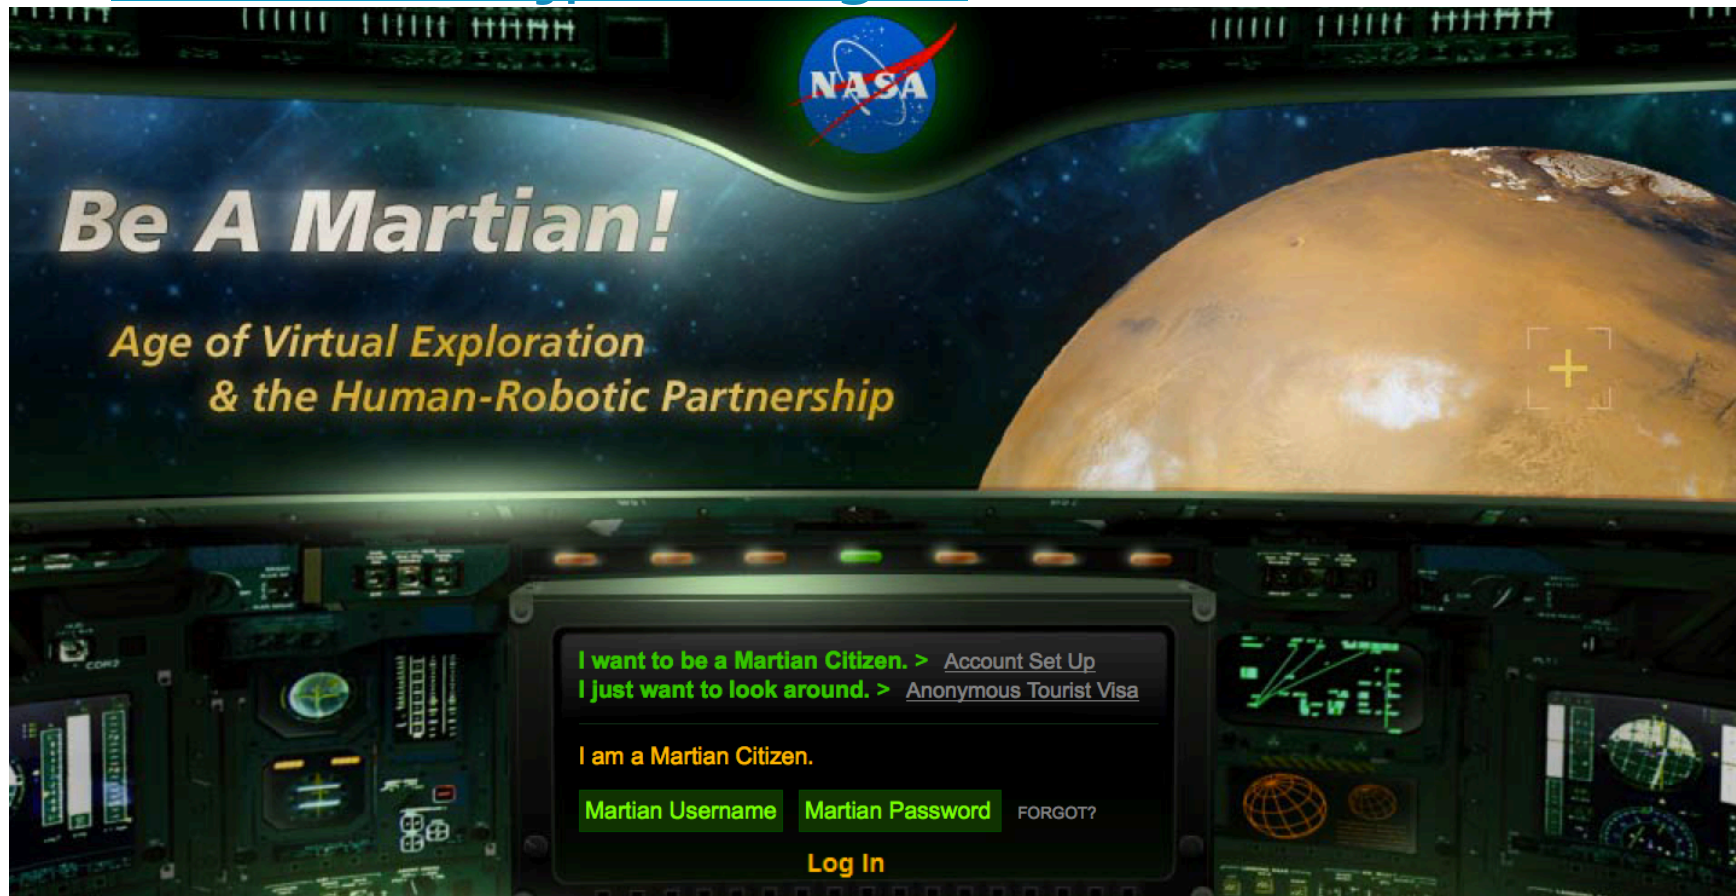 NASA
Be A Martian!
Age of Virtual Exploration
& the Human-Robotic Partnership
I want to be a Martian Citizen. > Account Set Up
I just want to look around. > Anonymous Tourist Visa
I am a Martian Citizen.
Martian Username Martian Password FORGOT?
Log In